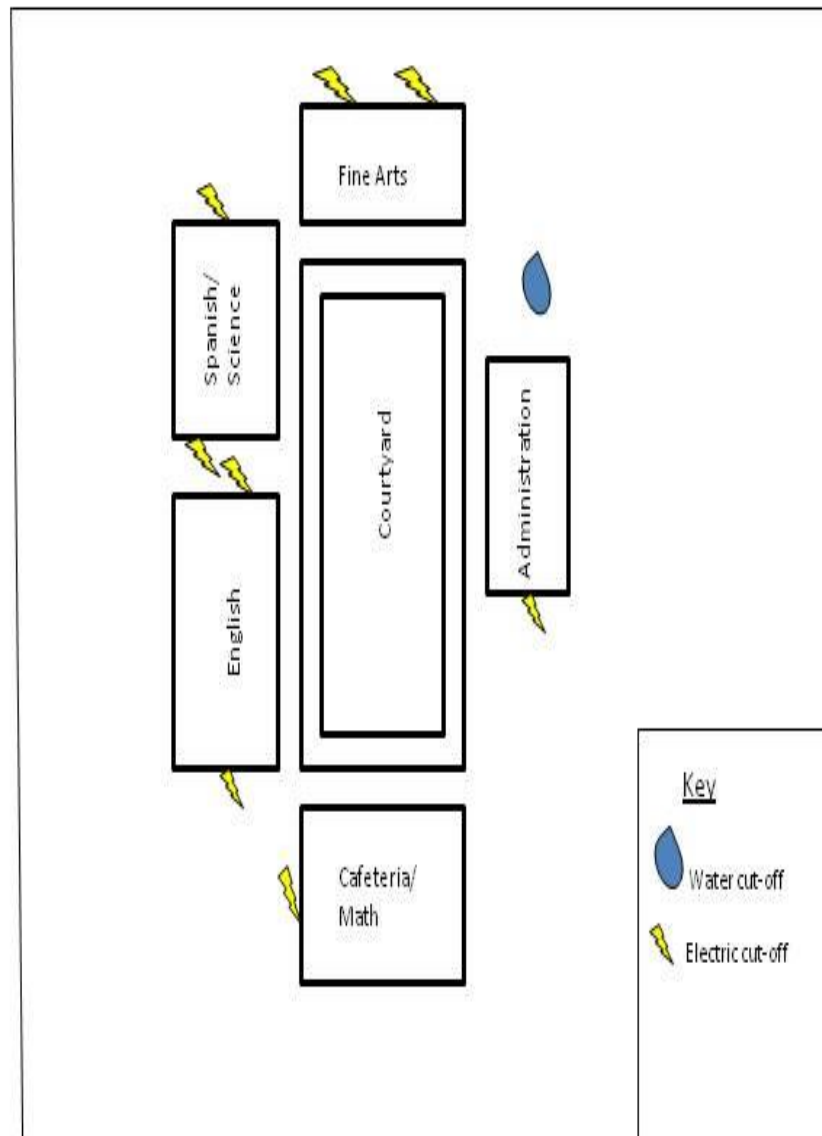 Fine Arts
Spanish/
Science
Courtyard
Administration
English
Cafeteria/
Math
Key
Water cut-off
Electric cut-off